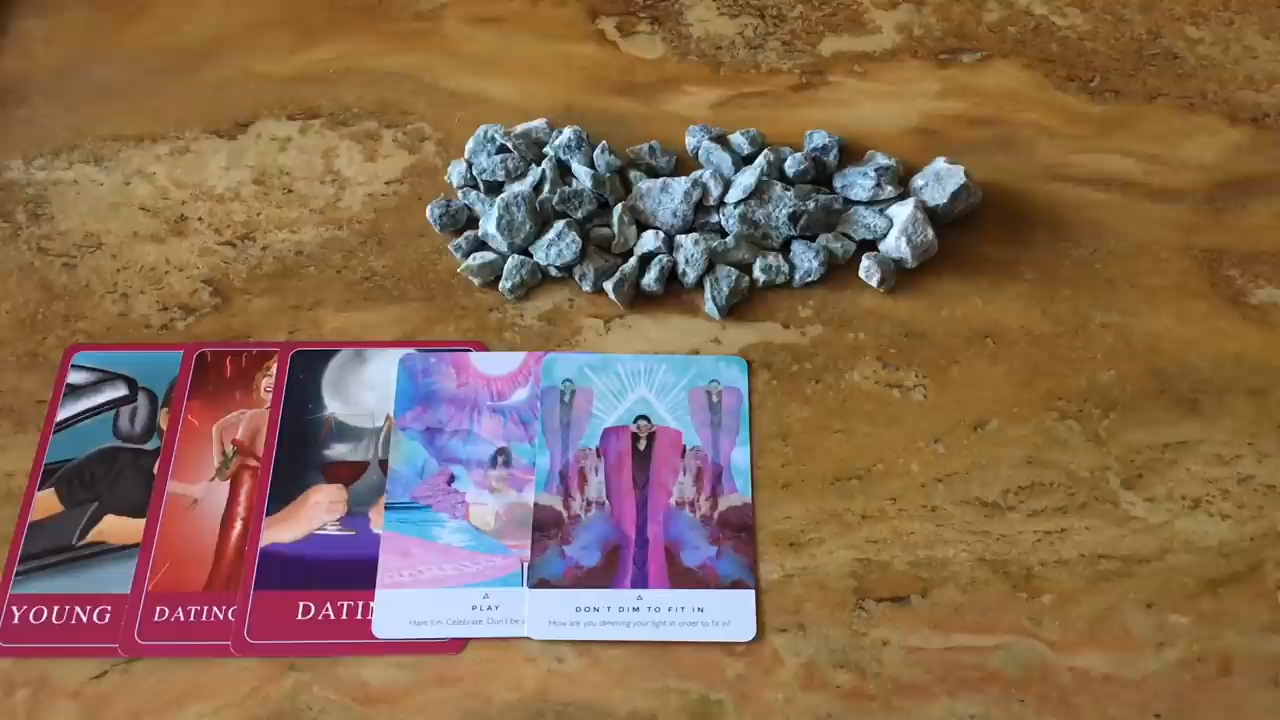 YOUNG
DATING
DATIN
PLAY
Have fun. Celebrate. Don't be
DON'T DIM TO FIT IN
How are you dimming your light in order to fit in?